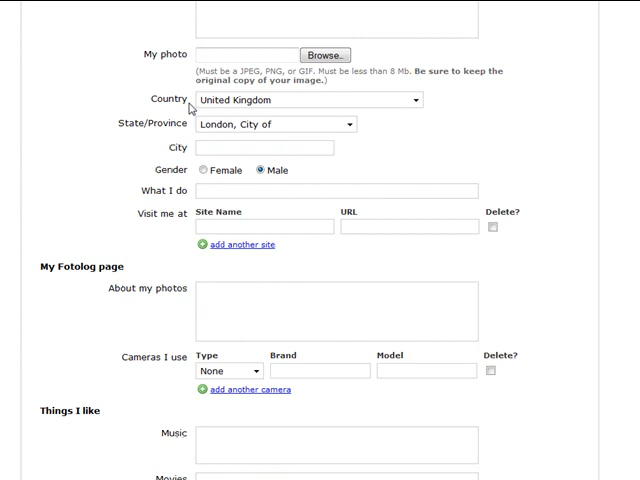 My photo
Browse..
(Must be a JPEG, PNG, or GIF. Must be less than 8 Mb. Be sure to keep the
original copy of your image.)
Country
United Kingdom
State/Province
London, City of
City
Gender
Female
Male
What I do
Visit me at
Site Name
URL
Delete?
add another site
My Fotolog page
About my photos
Cameras I use
Type
Brand
Model
Delete?
None
add another camera
Things I like
Music
Movies